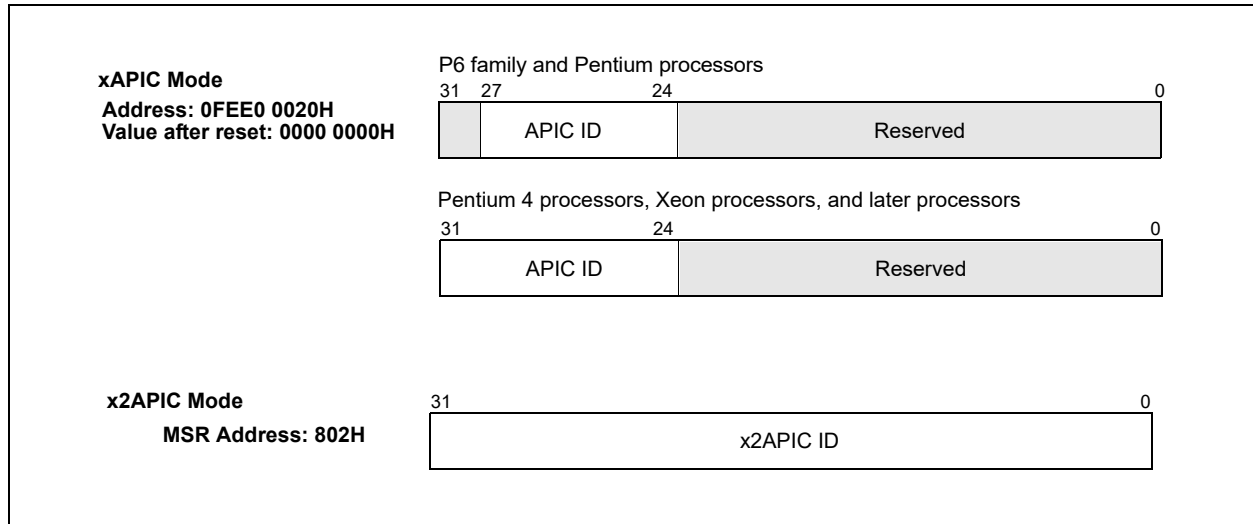 xAPIC Mode
Address: 0FEE0 0020H
Value after reset: 0000 0000H
P6 family and Pentium processors
31 27 24 0
APIC ID Reserved
Pentium 4 processors, Xeon processors, and later processors
31 24 0
APIC ID Reserved
x2APIC Mode
MSR Address: 802H
31 0
x2APIC ID